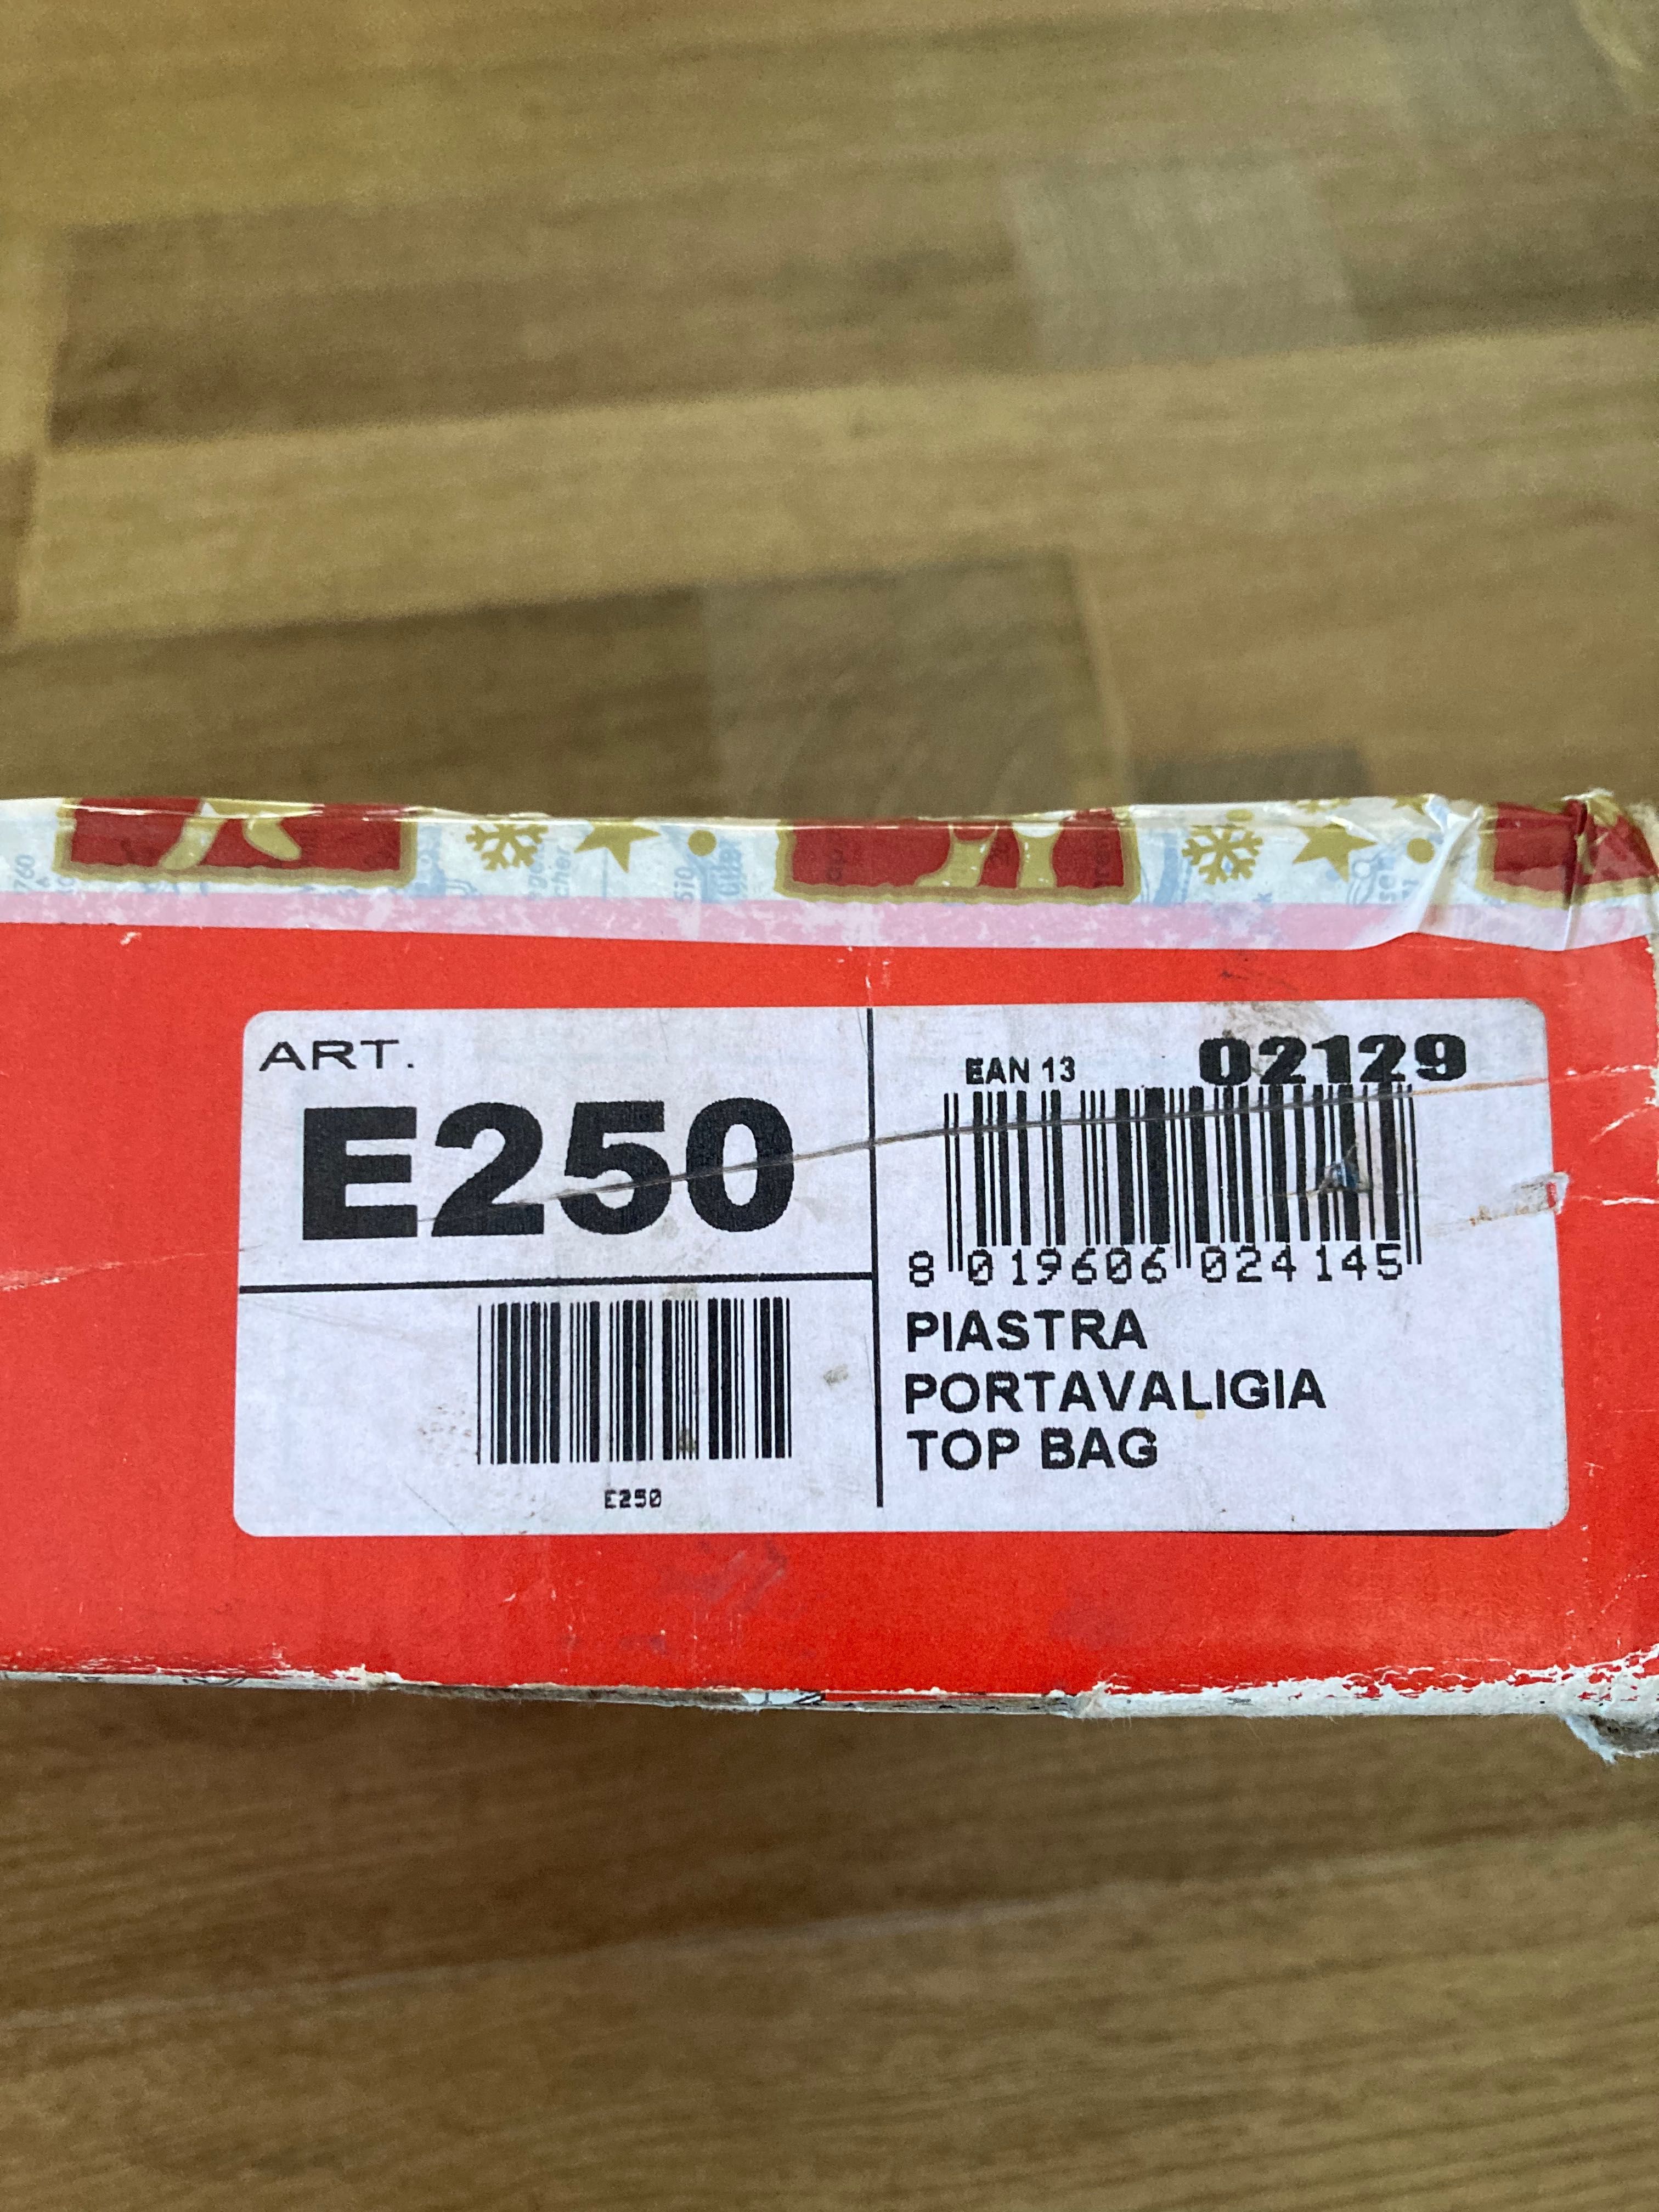 ART.
E250
E250
EAN 13
02129
8 019606 024145
PIASTRA
PORTAVALIGIA
TOP BAG